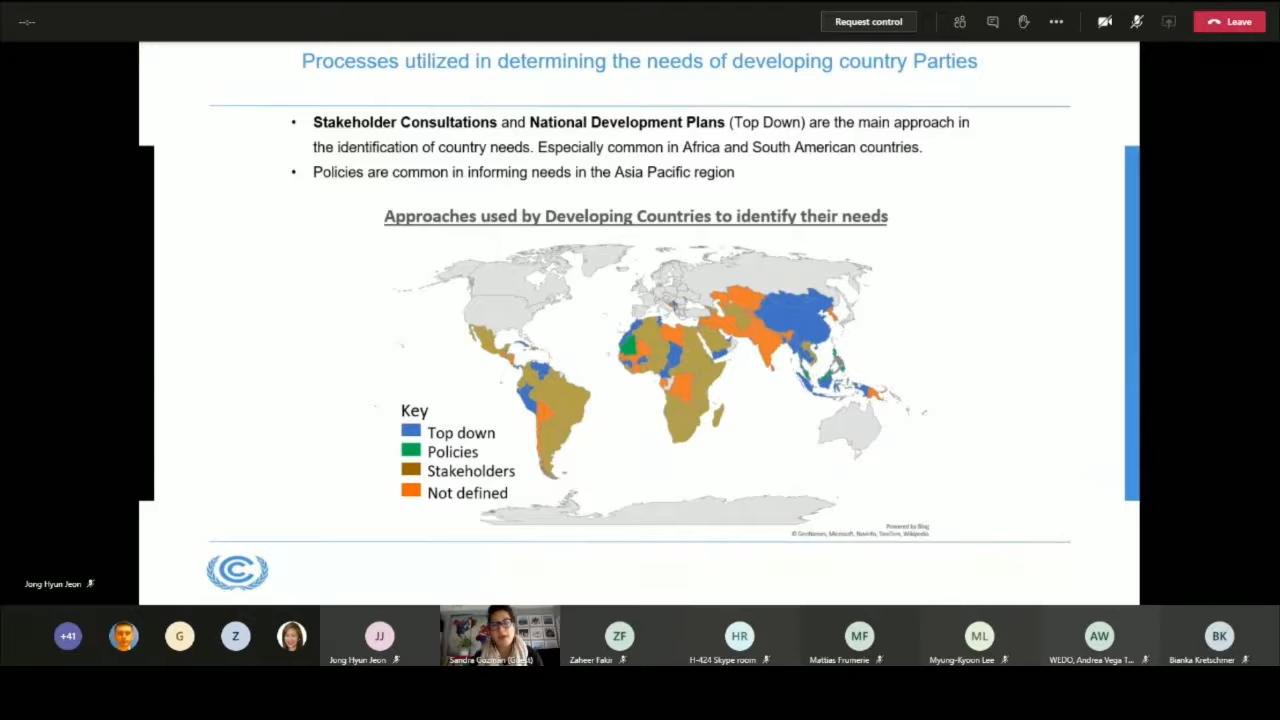 --:--
Request control
Leave
Processes utilized in determining the needs of developing country Parties
• Stakeholder Consultations and National Development Plans (Top Down) are the main approach in
the identification of country needs. Especially common in Africa and South American countries.
• Policies are common in informing needs in the Asia Pacific region
Approaches used by Developing Countries to identify their needs
Key
Top down
Policies
Stakeholders
Not defined
Powered by Bing
© GeoNames, Microsoft, Navinfo, TomTom, Wikipedia
Jong Hyun Jeon
+41
G
Z
JJ
ZF
HR
MF
ML
AW
BK
Jong Hyun Jeon
Sandra Guzman (Guest)
Zaheer Fakir
H-424 Skype room
Mattias Frumerie
Myung-Kyoon Lee
WEDO, Andrea Vega T...
Bianka Kretschmer